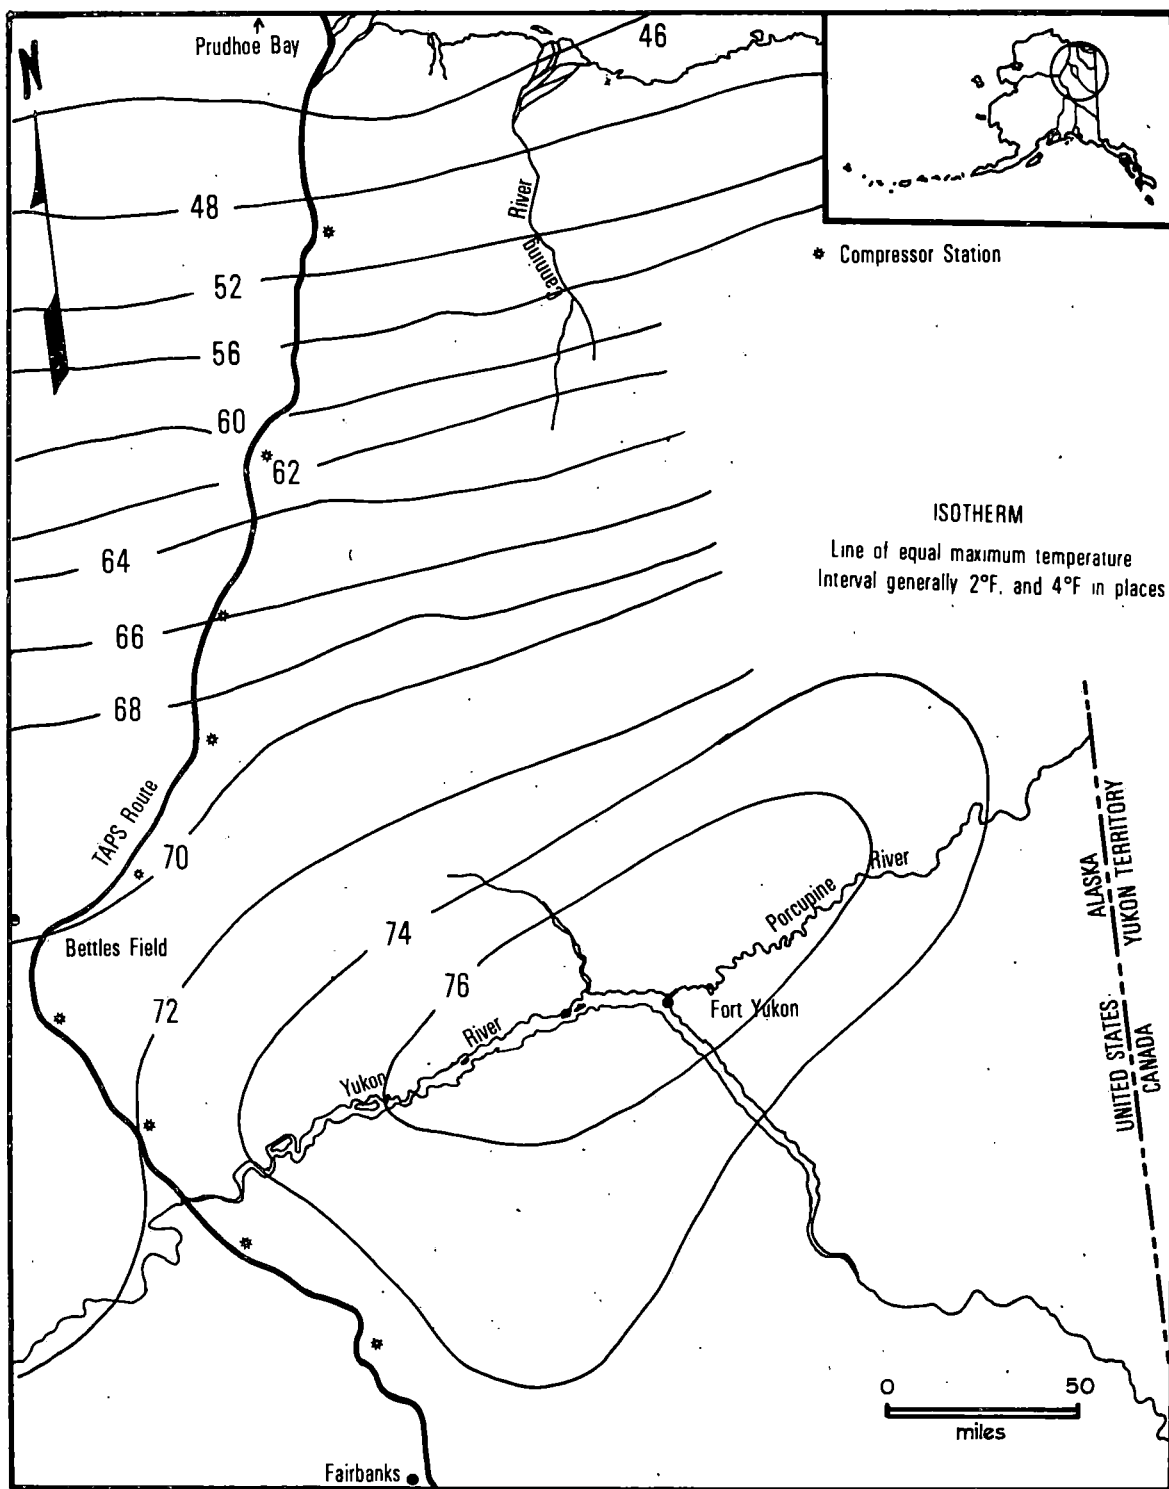 Prudhoe Bay
N
46
48
River
Canning
Compressor Station
52
56
60
62
ISOTHERM
Line of equal maximum temperature
Interval generally 2°F. and 4°F in places
64
66
68
TAPS Route
70
Bettles Field
72
74
76
Porcupine
River
Fort Yukon
Yukon
River
ALASKA
YUKON TERRITORY
UNITED STATES
CANADA
0 50
miles
Fairbanks